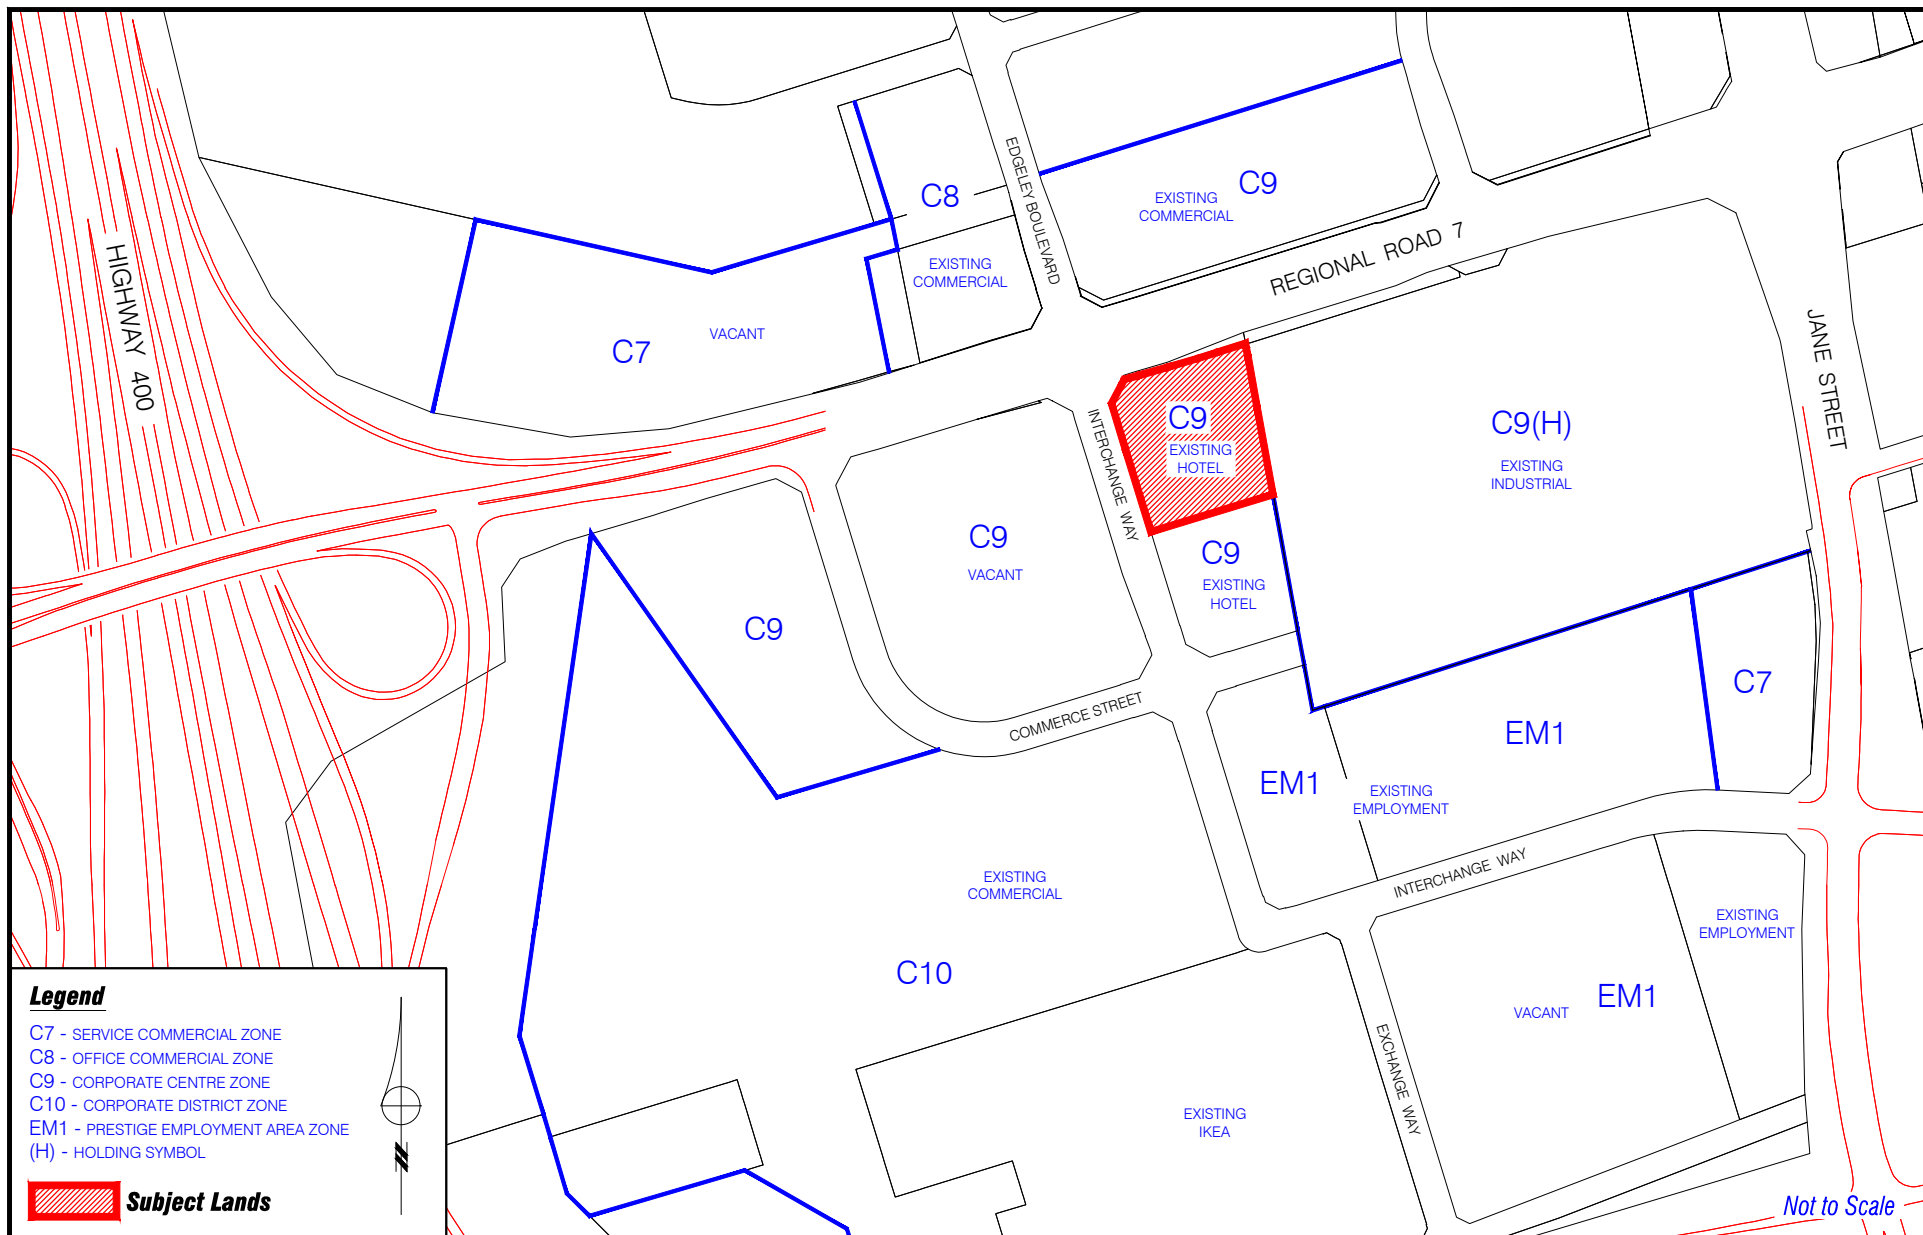 EDGELEY BOULEVARD
C8
EXISTING
COMMERCIAL
C9
EXISTING
COMMERCIAL
REGIONAL ROAD 7
HIGHWAY 400
C7
VACANT
JANE STREET
INTERCHANGE WAY
C9
EXISTING
HOTEL
C9(H)
EXISTING
INDUSTRIAL
C9
VACANT
C9
EXISTING
HOTEL
C9
COMMERCE STREET
C7
EM1
EM1
EXISTING
EMPLOYMENT
INTERCHANGE WAY
EXISTING
COMMERCIAL
C10
EXISTING
EMPLOYMENT
VACANT
EM1
EXCHANGE WAY
EXISTING
IKEA
Legend
C7 - SERVICE COMMERCIAL ZONE
C8 - OFFICE COMMERCIAL ZONE
C9 - CORPORATE CENTRE ZONE
C10 - CORPORATE DISTRICT ZONE
EM1 - PRESTIGE EMPLOYMENT AREA ZONE
(H) - HOLDING SYMBOL
N
Subject Lands
Not to Scale